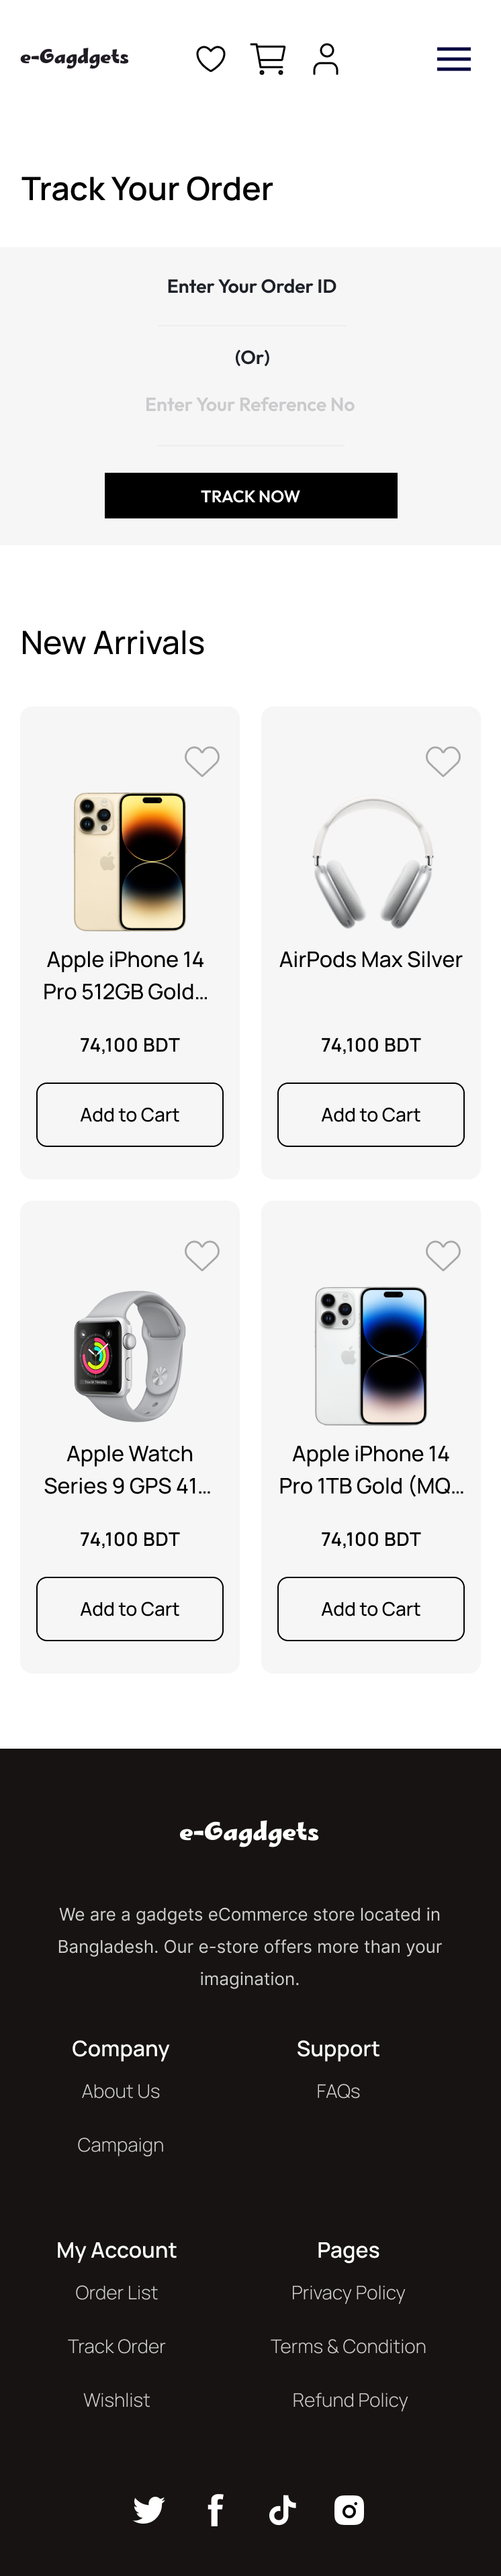 e-Gagdgets
Track Your Order
Enter Your Order ID
(Or)
Enter Your Reference No
TRACK NOW
New Arrivals
Apple iPhone 14
Pro 512GB Gold...
74,100 BDT
Add to Cart
AirPods Max Silver
74,100 BDT
Add to Cart
Apple Watch
Series 9 GPS 41...
74,100 BDT
Add to Cart
Apple iPhone 14
Pro 1TB Gold (MQ...
74,100 BDT
Add to Cart
e-Gagdgets
We are a gadgets eCommerce store located in
Bangladesh. Our e-store offers more than your
imagination.
Company
About Us
Campaign
Support
FAQs
My Account
Order List
Track Order
Wishlist
Pages
Privacy Policy
Terms & Condition
Refund Policy